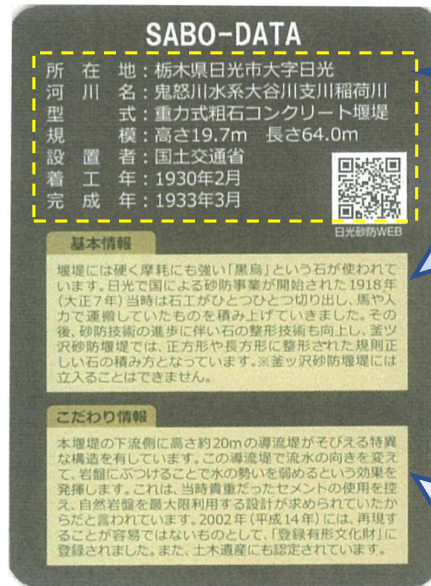 SABO-DATA
所在地：栃木県日光市大字日光
河川名：鬼怒川水系大谷川支川稲荷川
型式：重力式粗石コンクリート堰堤
規模：高さ19.7m 長さ64.0m
設置者：国土交通省
着工年：1930年2月
完成年：1933年3月
日光砂防WEB
基本情報
堰堤には硬く摩耗にも強い「黒烏」という石が使われて
います。日光で国による砂防事業が開始された1918年
(大正7年)当時は石工がひとつひとつ切り出し、馬や人
力で運搬していたものを積み上げていきました。その
後、砂防技術の進歩に伴い石の整形技術も向上し、釜ツ
沢砂防堰堤では、正方形や長方形に整形された規則正
しい石の積み方となっています。※釜ッ沢砂防堰堤には
立入ることはできません。
こだわり情報
本堰堤の下流側に高さ約20mの導流堤がそびえる特異
な構造を有しています。この導流堤で流水の向きを変え
て、岩盤にぶつけることで水の勢いを弱めるという効果を
発揮します。これは、当時貴重だったセメントの使用を控
え、自然岩盤を最大限利用する設計が求められていたか
らだと言われています。2002年(平成14年)には、再現す
ることが容易ではないものとして、「登録有形文化財」に
登録されました。また、土木遺産にも認定されています。